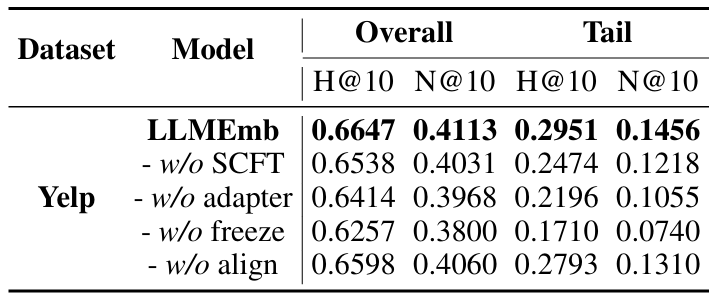 Dataset Model Overall Tail
H@10 N@10 H@10 N@10
LLMEmb 0.6647 0.4113 0.2951 0.1456
- w/o SCFT 0.6538 0.4031 0.2474 0.1218
Yelp - w/o adapter 0.6414 0.3968 0.2196 0.1055
- w/o freeze 0.6257 0.3800 0.1710 0.0740
- w/o align 0.6598 0.4060 0.2793 0.1310